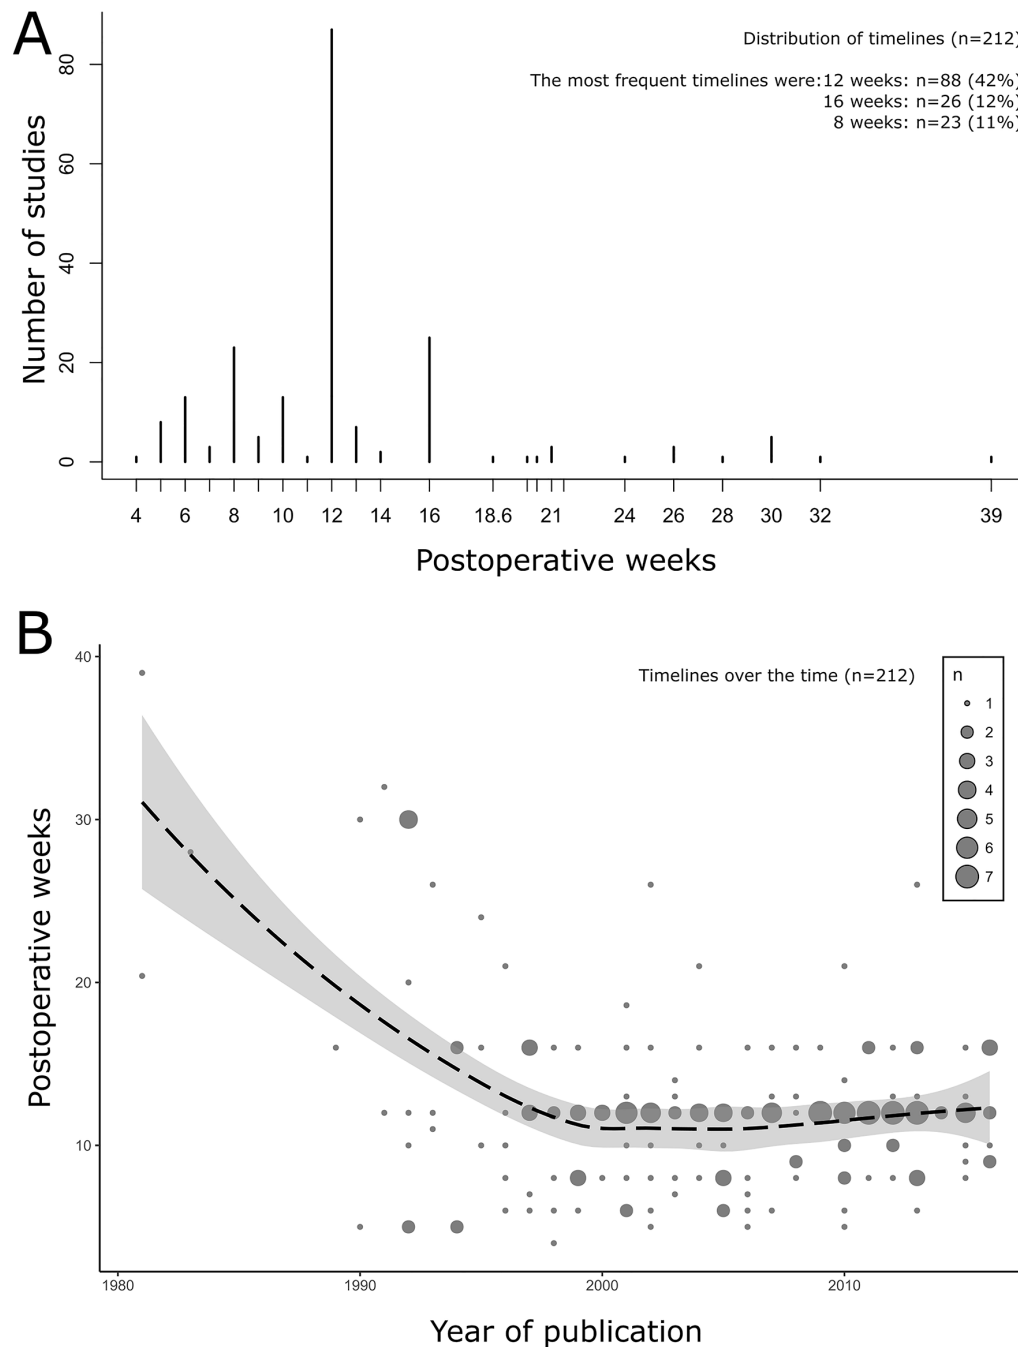 A
Distribution of timelines (n=212)
The most frequent timelines were:12 weeks: n=88 (42%)
16 weeks: n=26 (12%)
8 weeks: n=23 (11%)
Number of studies
80
60
40
20
0
4 6 8 10 12 14 16 18.6 21 24 26 28 30 32 39
Postoperative weeks
B
Timelines over the time (n=212)
n
1
2
3
4
5
6
7
Postoperative weeks
40
30
20
10
1980 1990 2000 2010
Year of publication